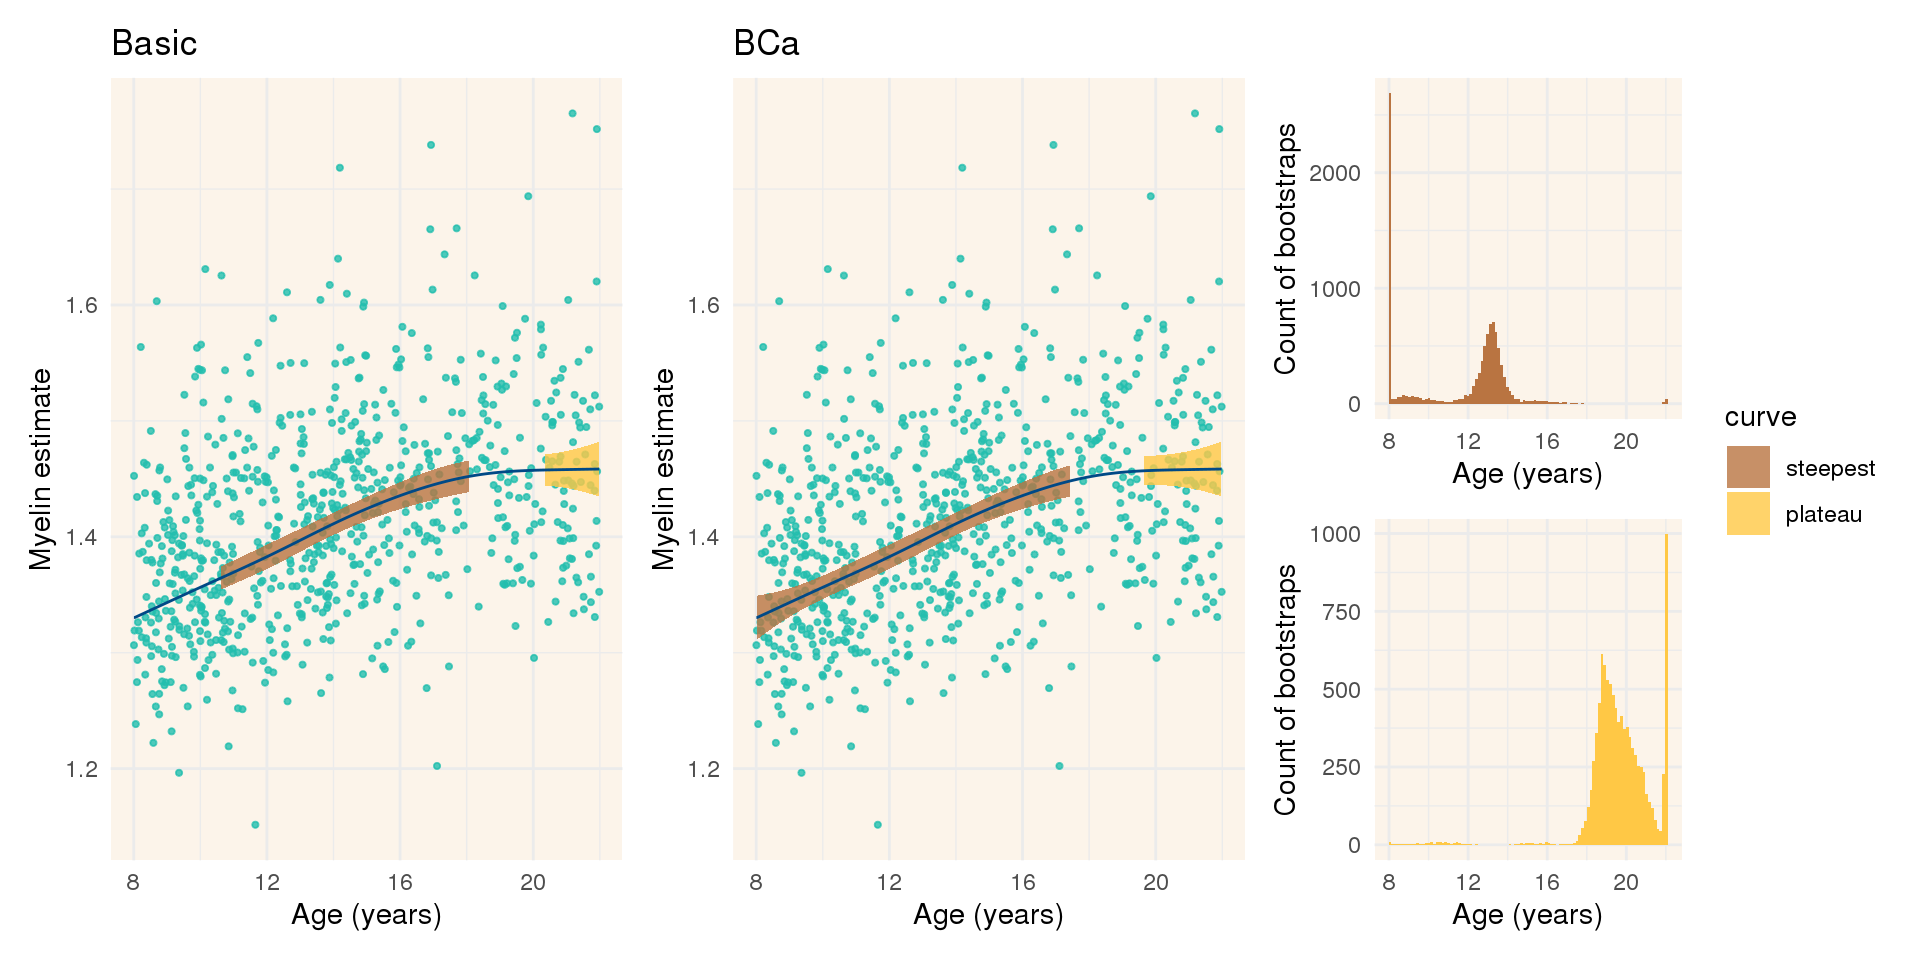 Basic
Myelin estimate
1.6
1.4
1.2
8 12 16 20
Age (years)
BCa
Myelin estimate
1.6
1.4
1.2
8 12 16 20
Age (years)
Count of bootstraps
2000
1000
0
8 12 16 20
Age (years)
Count of bootstraps
1000
750
500
250
0
8 12 16 20
Age (years)
curve
steepest
plateau